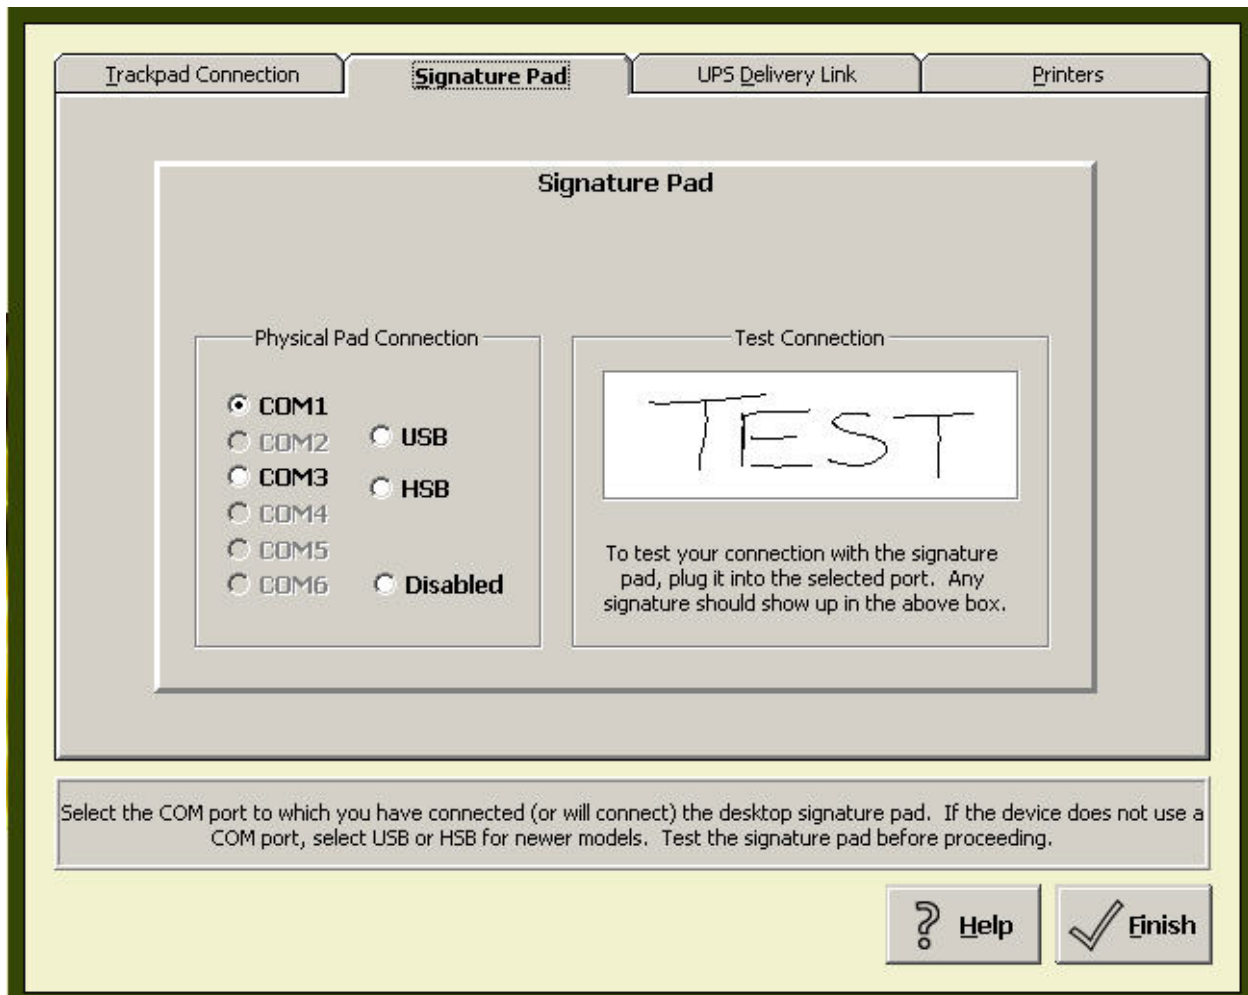 Trackpad Connection
Signature Pad
UPS Delivery Link
Printers
Signature Pad
Physical Pad Connection
COM1
COM2
COM3
COM4
COM5
COM6
USB
HSB
Disabled
Test Connection
TEST
To test your connection with the signature
pad, plug it into the selected port.  Any
signature should show up in the above box.
Select the COM port to which you have connected (or will connect) the desktop signature pad.  If the device does not use a
COM port, select USB or HSB for newer models.  Test the signature pad before proceeding.
Help
Finish